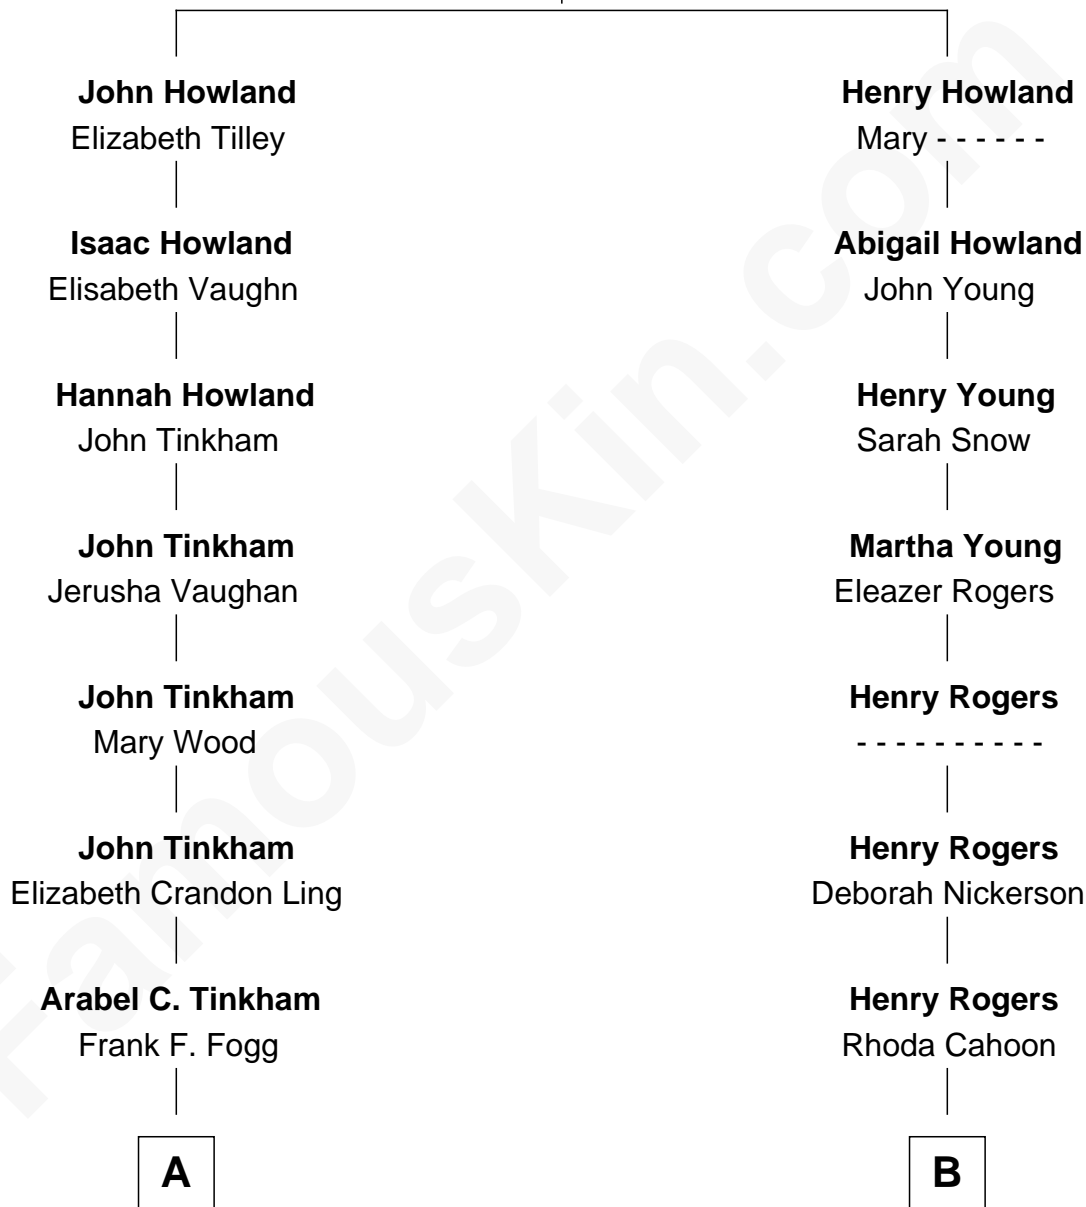 John Howland
Elizabeth Tilley
Isaac Howland
Elisabeth Vaughn
Hannah Howland
John Tinkham
John Tinkham
Jerusha Vaughan
John Tinkham
Mary Wood
John Tinkham
Elizabeth Crandon Ling
Arabel C. Tinkham
Frank F. Fogg
A
Henry Howland
Mary - - - - - -
Abigail Howland
John Young
Henry Young
Sarah Snow
Martha Young
Eleazer Rogers
Henry Rogers
- - - - - - - - - -
Henry Rogers
Deborah Nickerson
Henry Rogers
Rhoda Cahoon
B
FamousKin.com